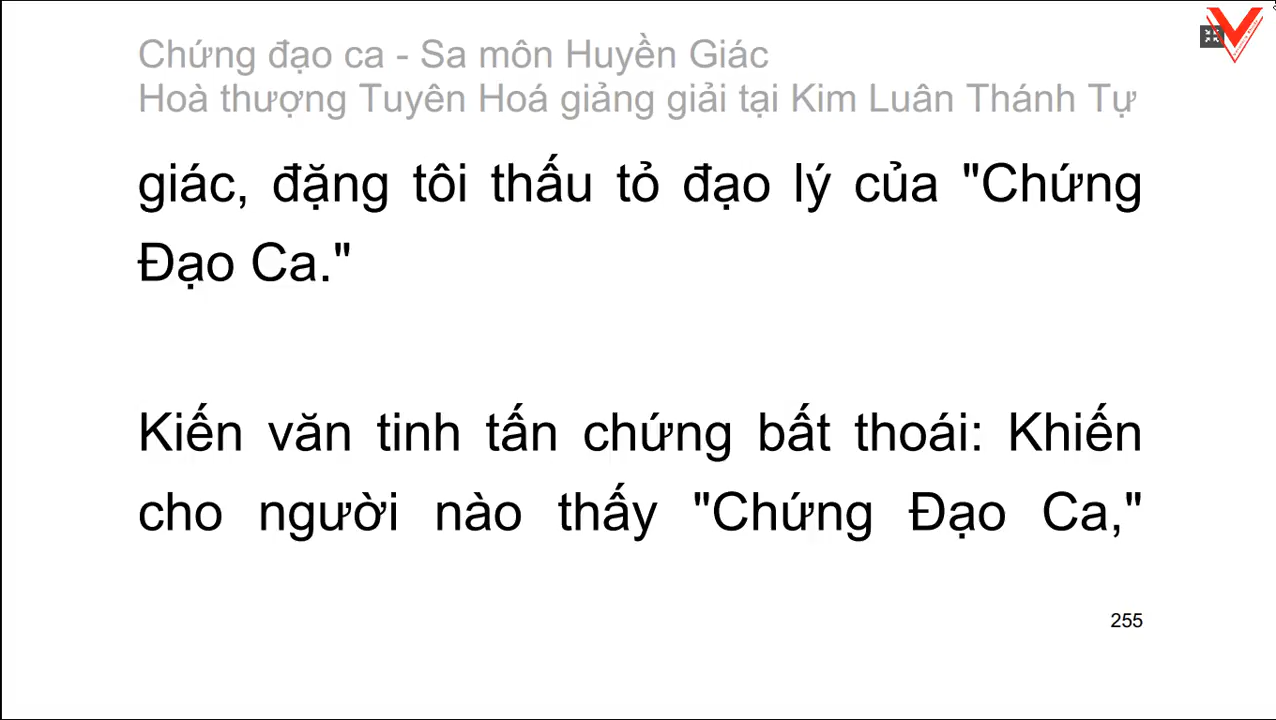 Chứng đạo ca - Sa môn Huyền Giác
Hoà thượng Tuyên Hoá giảng giải tại Kim Luân Thánh Tự
giác, đặng tôi thấu tỏ đạo lý của "Chứng
Đạo Ca."
Kiến văn tinh tấn chứng bất thoái: Khiến
cho người nào thấy "Chứng Đạo Ca,"
255